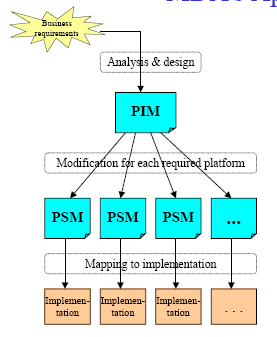 Business
requirements
Analysis & design
PIM
Modification for each required platform
PSM PSM PSM ...
Mapping to implementation
Implemen- Implemen- Implemen- . . .
tation tation tation